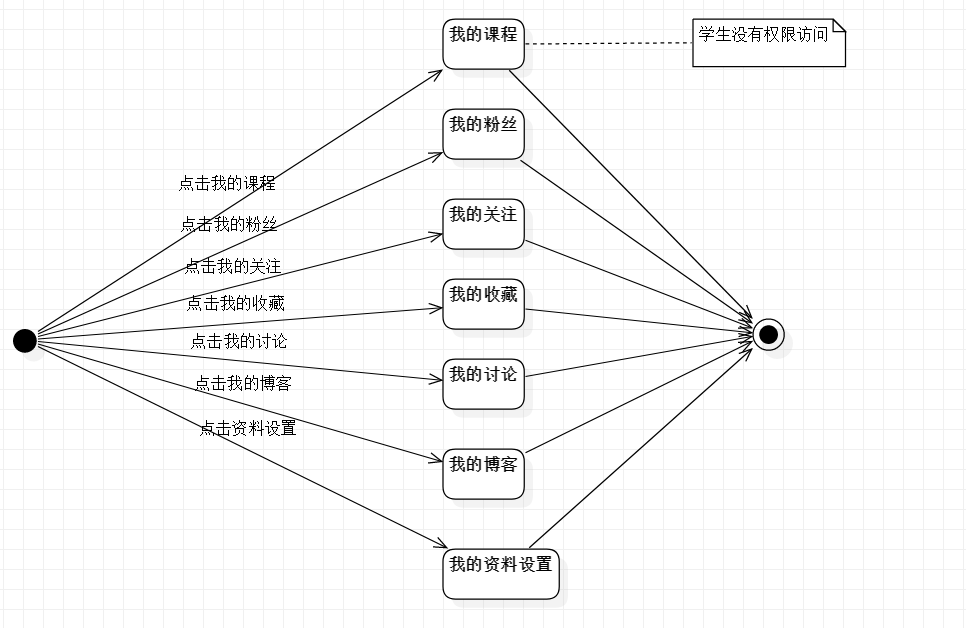 我的课程
学生没有权限访问
我的粉丝
点击我的课程
我的关注
点击我的粉丝
点击我的关注
我的收藏
点击我的收藏
点击我的讨论
我的讨论
点击我的博客
点击资料设置
我的博客
我的资料设置